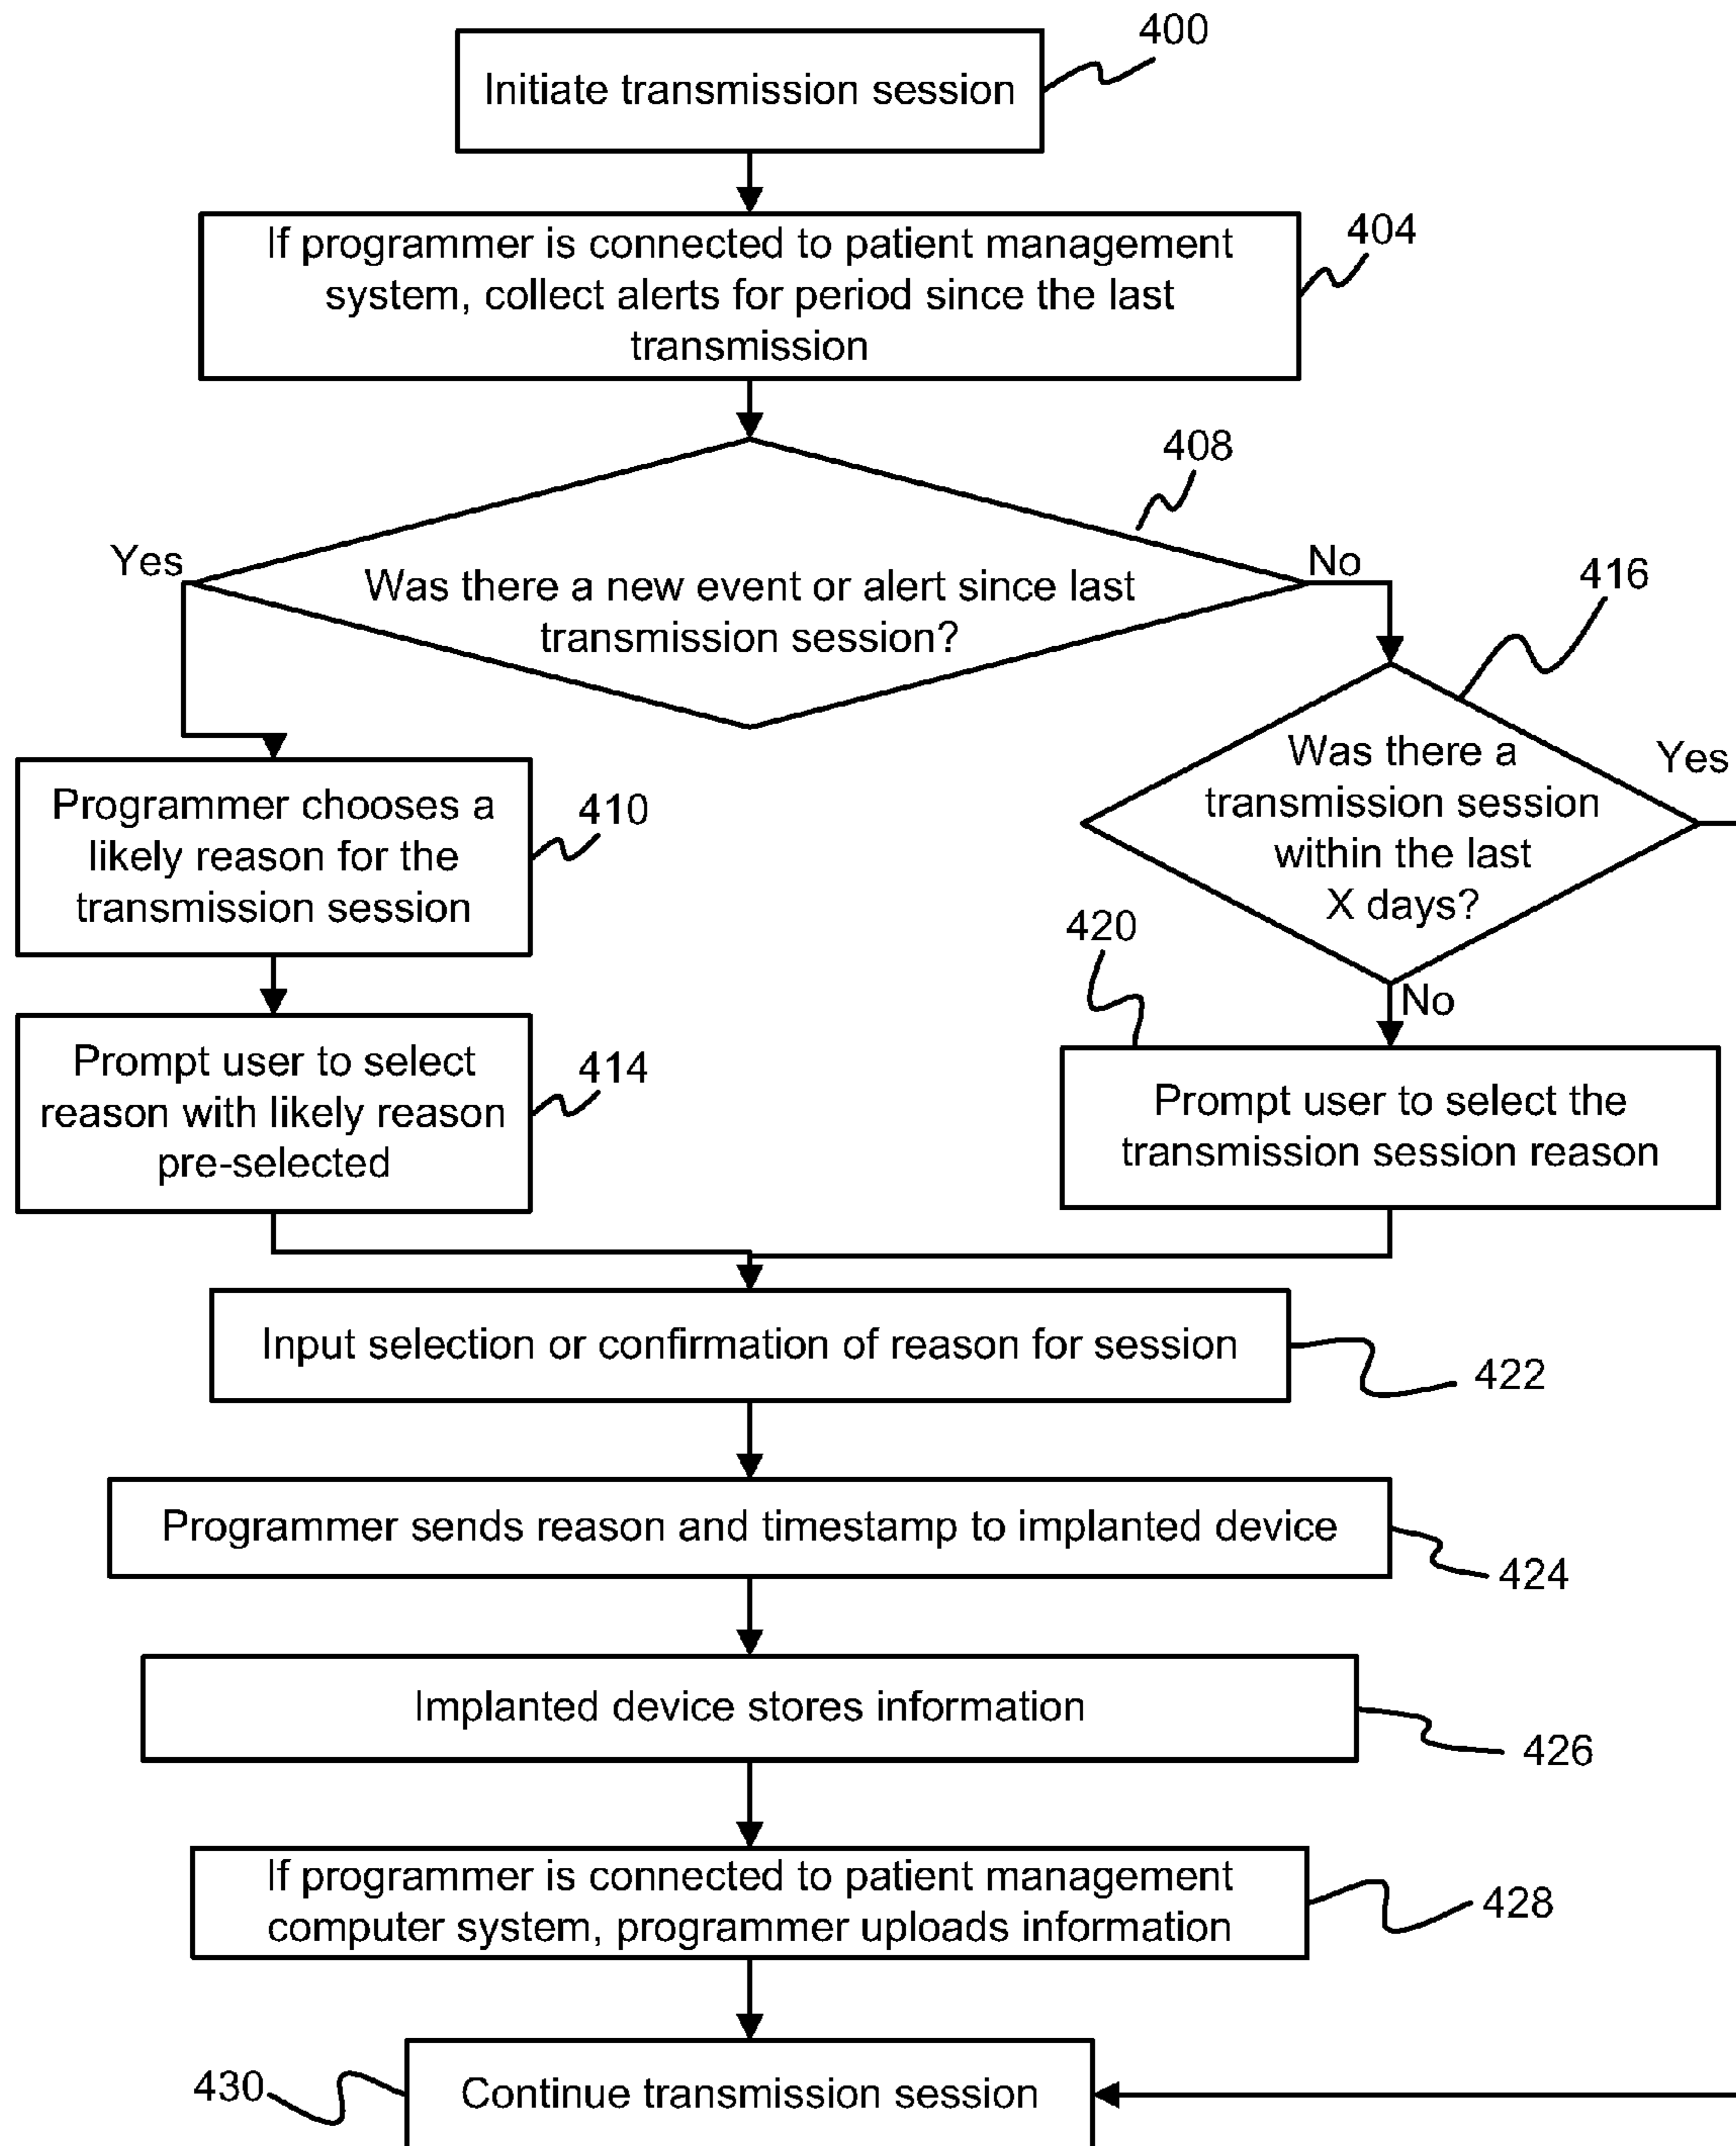 400
Initiate transmission session
404
If programmer is connected to patient management
system, collect alerts for period since the last
transmission
408
Yes
No
Was there a new event or alert since last
transmission session?
416
Was there a
transmission session
within the last
X days?
Yes
Programmer chooses a
likely reason for the
transmission session
410
420
No
Prompt user to select
reason with likely reason
pre-selected
414
Prompt user to select the
transmission session reason
Input selection or confirmation of reason for session
422
Programmer sends reason and timestamp to implanted device
424
Implanted device stores information
426
If programmer is connected to patient management
computer system, programmer uploads information
428
430
Continue transmission session